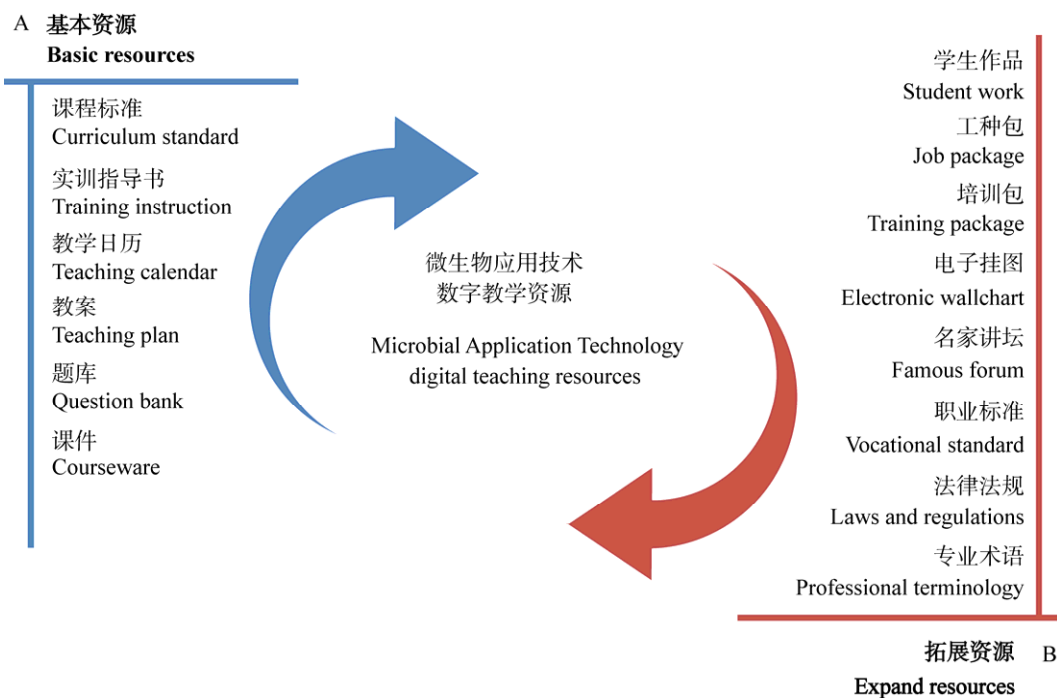 A 基本资源
Basic resources
课程标准
Curriculum standard
实训指导书
Training instruction
教学日历
Teaching calendar
教案
Teaching plan
题库
Question bank
课件
Courseware
微生物应用技术
数字教学资源
Microbial Application Technology
digital teaching resources
学生作品
Student work
工种包
Job package
培训包
Training package
电子挂图
Electronic wallchart
名家讲坛
Famous forum
职业标准
Vocational standard
法律法规
Laws and regulations
专业术语
Professional terminology
拓展资源 B
Expand resources